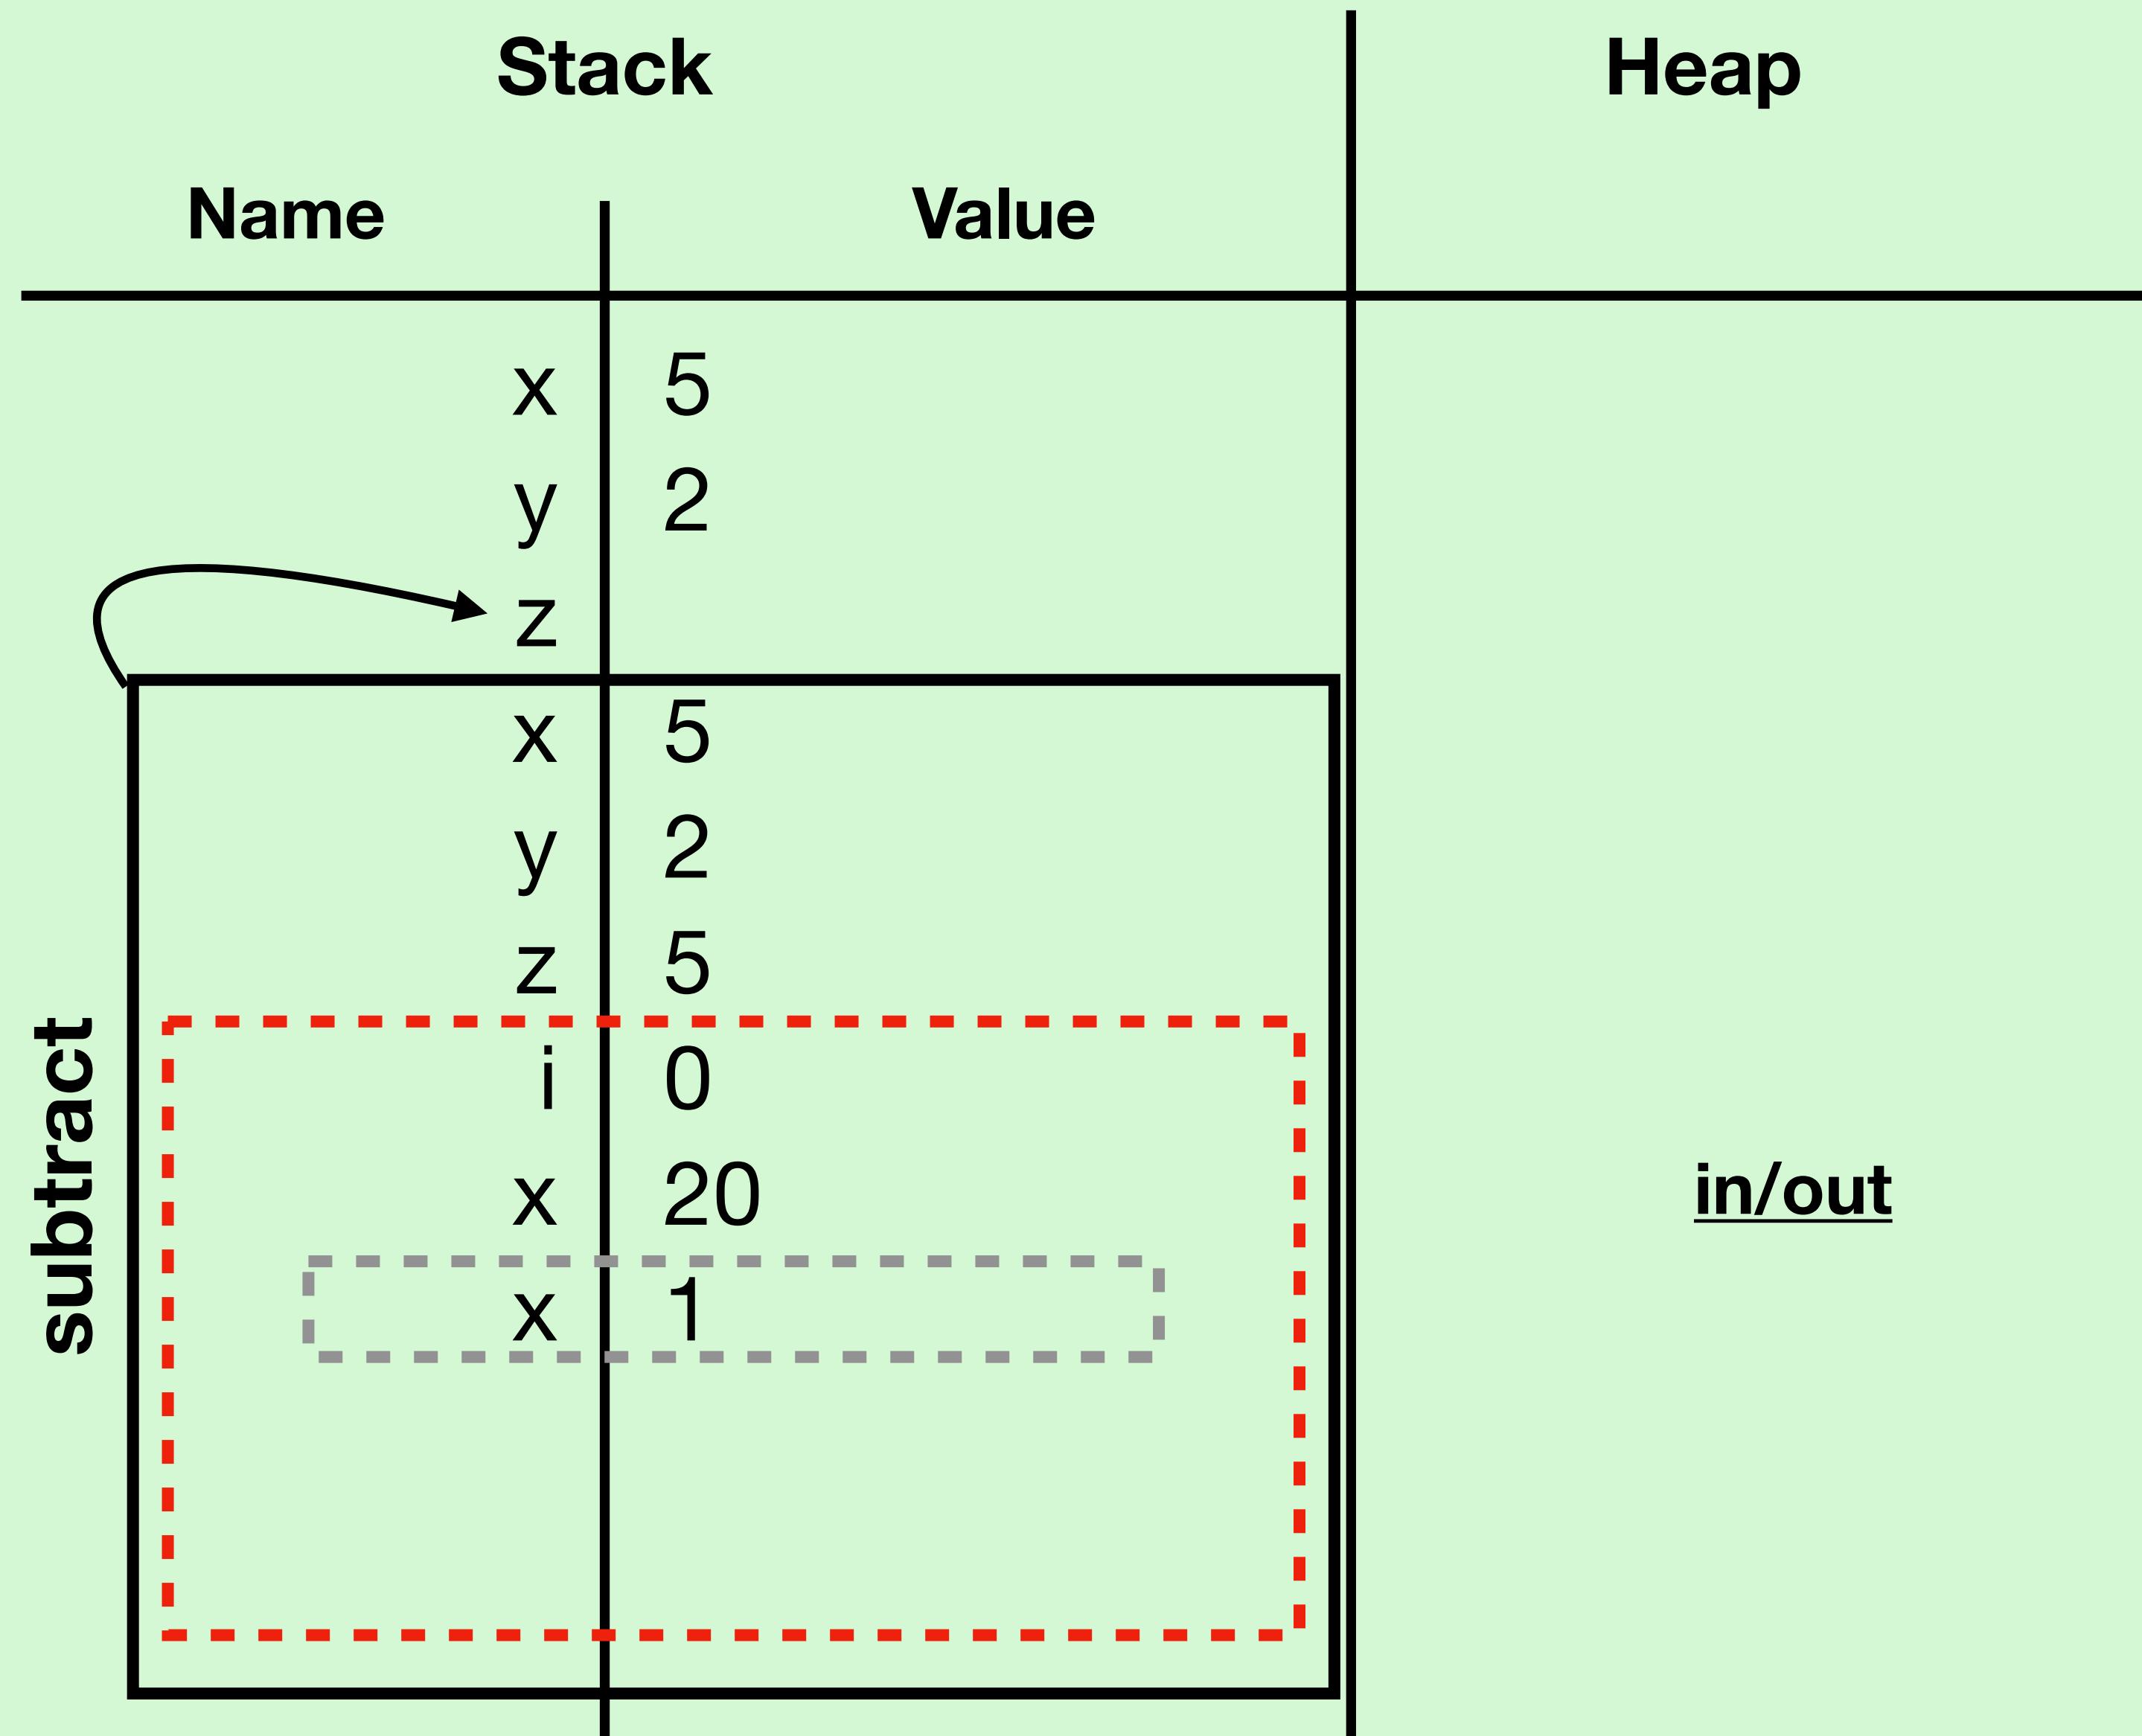 Stack Heap
Name Value
x 5
y 2
z
x 5
y 2
z 5
i 0
x 20
x 1
subtract
in/out